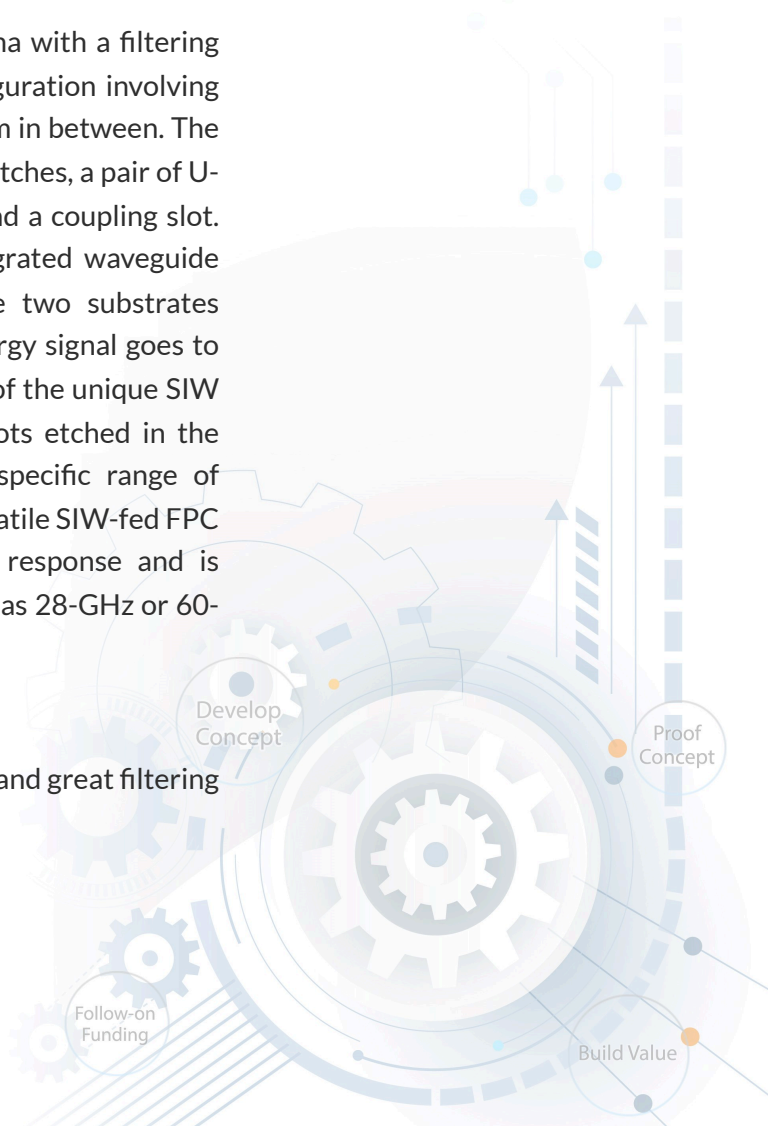 na with a filtering
guration involving
m in between. The
tches, a pair of U-
nd a coupling slot.
grated waveguide
e two substrates
rgy signal goes to
of the unique SIW
ots etched in the
specific range of
atile SIW-fed FPC
response and is
as 28-GHz or 60-
and great filtering
Develop
Concept
Proof
Concept
Follow-on
Funding
Build Value